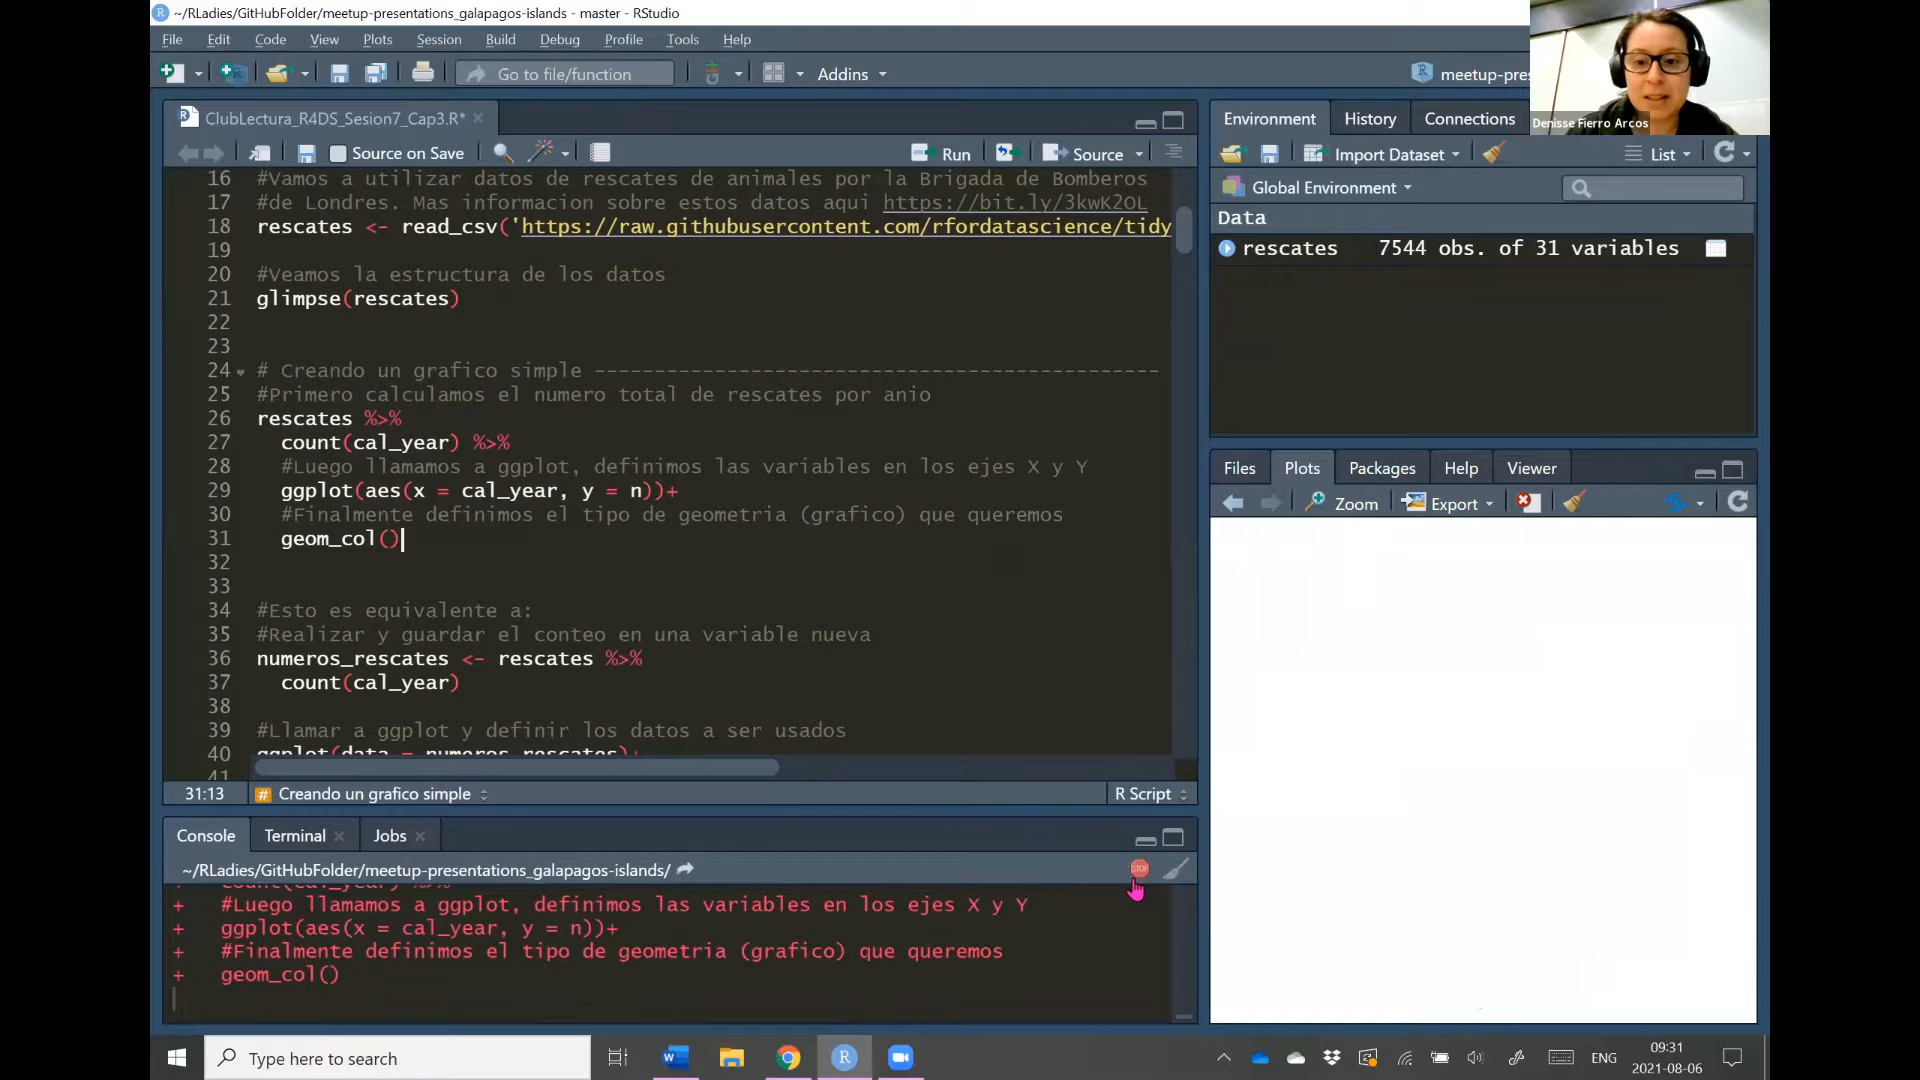 ~/RLadies/GitHubFolder/meetup-presentations_galapagos-islands - master - RStudio
File Edit Code View Plots Session Build Debug Profile Tools Help
Go to file/function
Addins
meetup-pres
Denisse Fierro Arcos
ClubLectura_R4DS_Sesion7_Cap3.R*
Source on Save
Run
Source
16 #Vamos a utilizar datos de rescates de animales por la Brigada de Bomberos
17 #de Londres. Mas informacion sobre estos datos aqui https://bit.ly/3kwK2OL
18 rescates <- read_csv('https://raw.githubusercontent.com/rfordatascience/tidy
19
20 #Veamos la estructura de los datos
21 glimpse(rescates)
22
23
24 # Creando un grafico simple -----------------------------------------------
25 #Primero calculamos el numero total de rescates por anio
26 rescates %>%
27 count(cal_year) %>%
28 #Luego llamamos a ggplot, definimos las variables en los ejes X y Y
29 ggplot(aes(x = cal_year, y = n))+
30 #Finalmente definimos el tipo de geometria (grafico) que queremos
31 geom_col()
32
33
34 #Esto es equivalente a:
35 #Realizar y guardar el conteo en una variable nueva
36 numeros_rescates <- rescates %>%
37 count(cal_year)
38
39 #Llamar a ggplot y definir los datos a ser usados
40 ggplot(data = numeros_rescates)+
41
31:13
# Creando un grafico simple
R Script
Console Terminal Jobs
~/RLadies/GitHubFolder/meetup-presentations_galapagos-islands/
STOP
count(cal_year) %>%
+ #Luego llamamos a ggplot, definimos las variables en los ejes X y Y
+ ggplot(aes(x = cal_year, y = n))+
+ #Finalmente definimos el tipo de geometria (grafico) que queremos
+ geom_col()
Environment History Connections
Import Dataset
List
Global Environment
Data
rescates 7544 obs. of 31 variables
Files Plots Packages Help Viewer
Zoom Export
Type here to search
ENG
09:31
2021-08-06